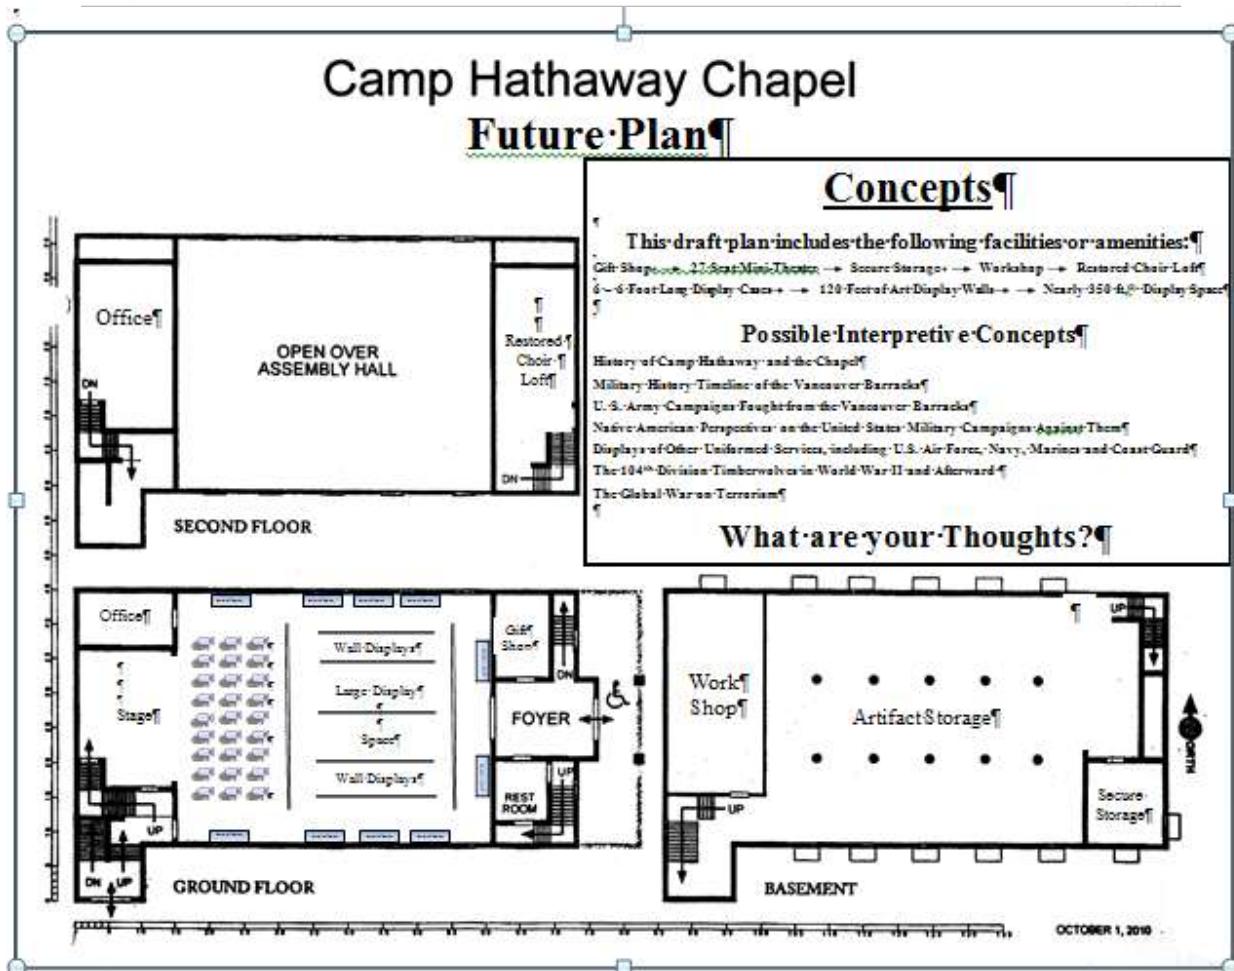 Camp Hathaway Chapel
Future·Plan¶
Concepts¶
¶
This·draft·plan·includes·the·following·facilities·or·amenities:¶
Gift·Shop → 27·Seat·Mini-Theater → Secure·Storage → Workshop → Restored·Choir·Loft¶
6·–·6·Foot·Long·Display·Cases → → 120·Feet·of·Art·Display·Walls → → Nearly·350·ft.·Display·Space¶
¶
Possible·Interpretive·Concepts¶
History·of·Camp·Hathaway·and·the·Chapel¶
Military·History·Timeline·of·the·Vancouver·Barracks¶
U.·S.·Army·Campaigns·Fought·from·the·Vancouver·Barracks¶
Native·American·Perspectives·on·the·United·States·Military·Campaigns·Against·Them¶
Displays·of·Other·Uniformed·Services,·including·U.S.·Air·Force,·Navy,·Marines·and·Coast·Guard¶
The·104th·Division·Timberwolves·in·World·War·II·and·Afterward·¶
The·Global·War·on·Terrorism¶
¶
What·are·your·Thoughts?¶
Office¶
DN
OPEN OVER
ASSEMBLY HALL
¶
¶
Restored·¶
Choir·¶
Loft¶
DN
SECOND FLOOR
Office¶
Stage¶
UP
DN UP
Wall·Displays¶
Large·Display¶
¶
Space¶
Wall·Displays¶
Gift·
Shop¶
DN
FOYER
UP
REST
ROOM
GROUND FLOOR
¶
UP
Work¶
Shop¶
Artifact·Storage¶
UP
Secure·
Storage¶
BASEMENT
NORTH
OCTOBER 1, 2010